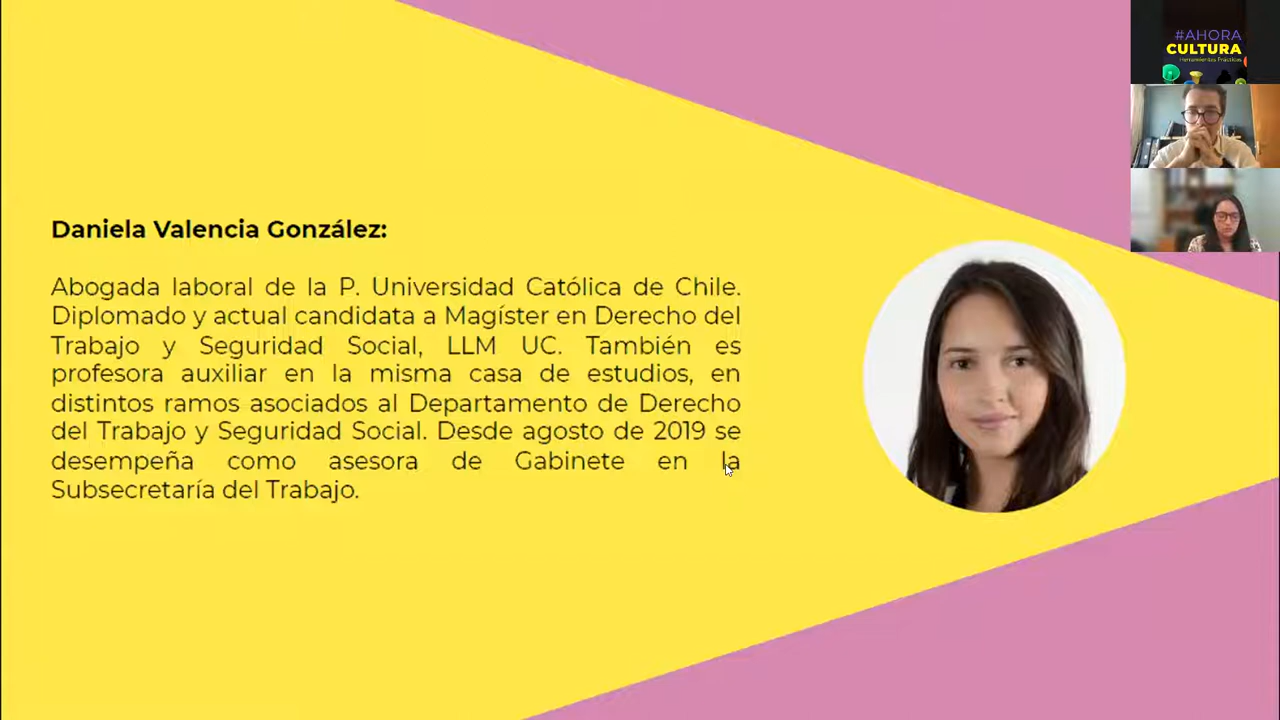 Daniela Valencia González:
Abogada laboral de la P. Universidad Católica de Chile.
Diplomado y actual candidata a Magíster en Derecho del
Trabajo y Seguridad Social, LLM UC. También es
profesora auxiliar en la misma casa de estudios, en
distintos ramos asociados al Departamento de Derecho
del Trabajo y Seguridad Social. Desde agosto de 2019 se
desempeña como asesora de Gabinete en la
Subsecretaría del Trabajo.
#AHORA
CULTURA
Herramientas Prácticas